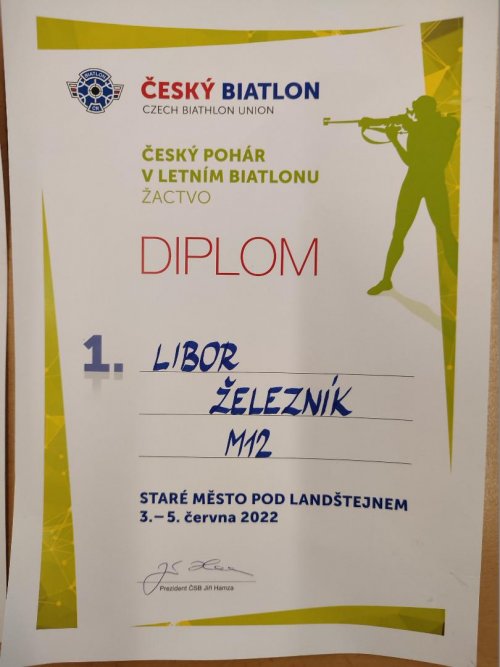 BIATLON
ČR
ČESKÝ BIATLON
CZECH BIATHLON UNION
ČESKÝ POHÁR
V LETNÍM BIATLONU
ŽACTVO
DIPLOM
1. LIBOR
ŽELEZNÍK
M12
STARÉ MĚSTO POD LANDŠTEJNEM
3.– 5. června 2022
Prezident ČSB Jiří Hamza